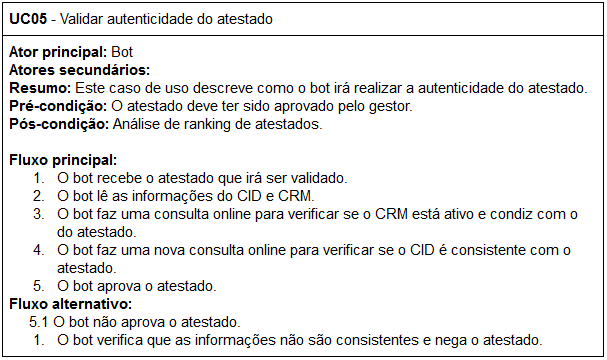 UC05 - Validar autenticidade do atestado
Ator principal: Bot
Atores secundários:
Resumo: Este caso de uso descreve como o bot irá realizar a autenticidade do atestado.
Pré-condição: O atestado deve ter sido aprovado pelo gestor.
Pós-condição: Análise de ranking de atestados.
Fluxo principal:
1. O bot recebe o atestado que irá ser validado.
2. O bot lê as informações do CID e CRM.
3. O bot faz uma consulta online para verificar se o CRM está ativo e condiz com o
do atestado.
4. O bot faz uma nova consulta online para verificar se o CID é consistente com o
atestado.
5. O bot aprova o atestado.
Fluxo alternativo:
5.1 O bot não aprova o atestado.
1. O bot verifica que as informações não são consistentes e nega o atestado.